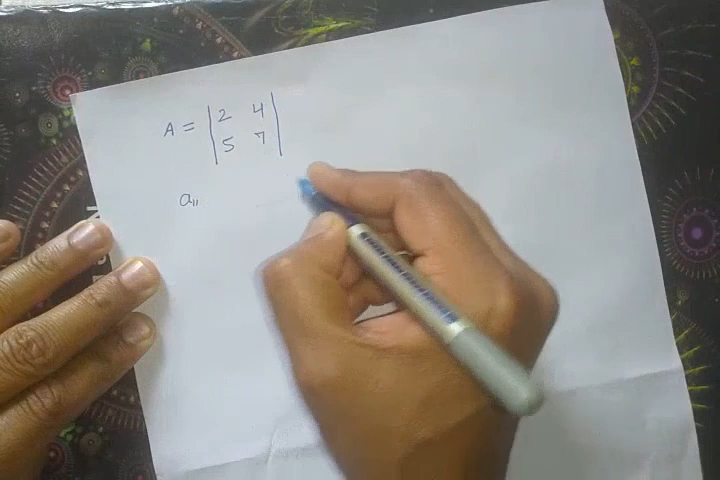 A = | 2 4 |
| 5 7 |
a₁₁